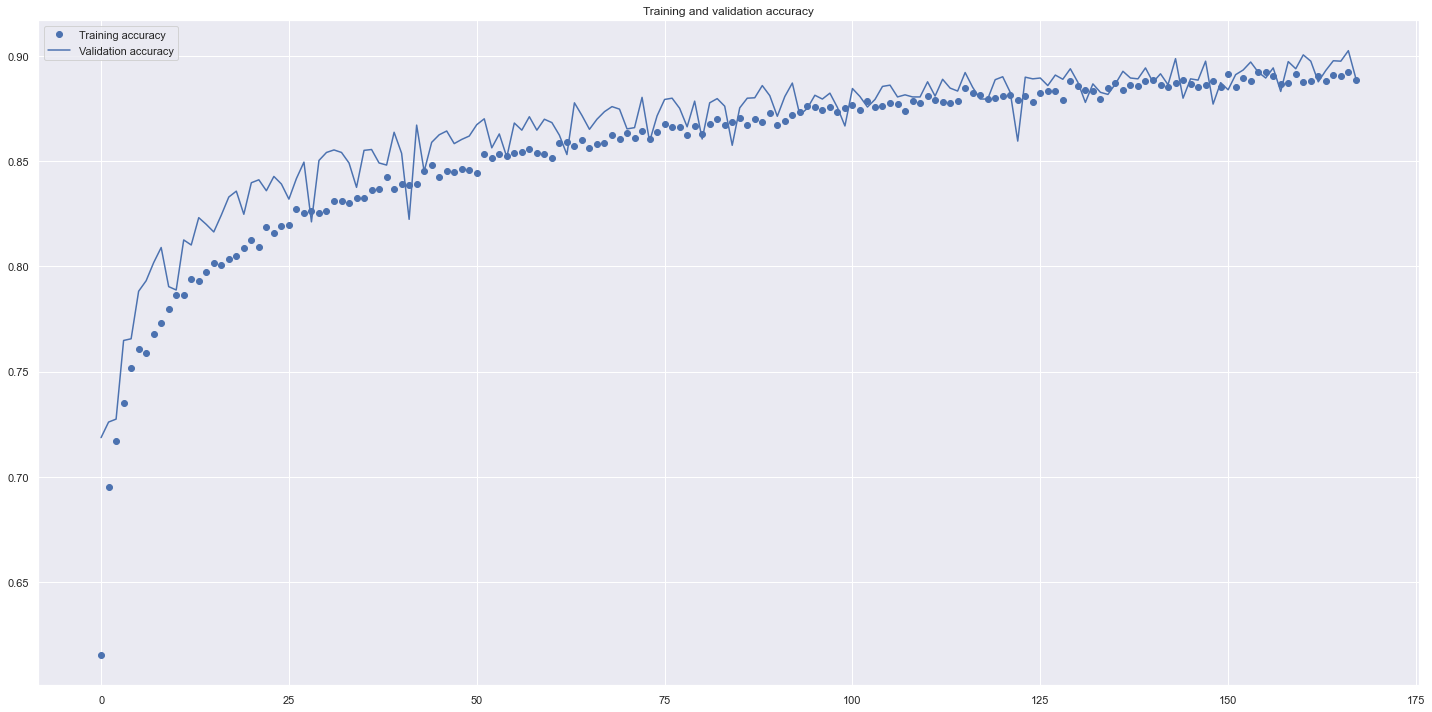 Training and validation accuracy
Training accuracy
Validation accuracy
0.90
0.85
0.80
0.75
0.70
0.65
0 25 50 75 100 125 150 175